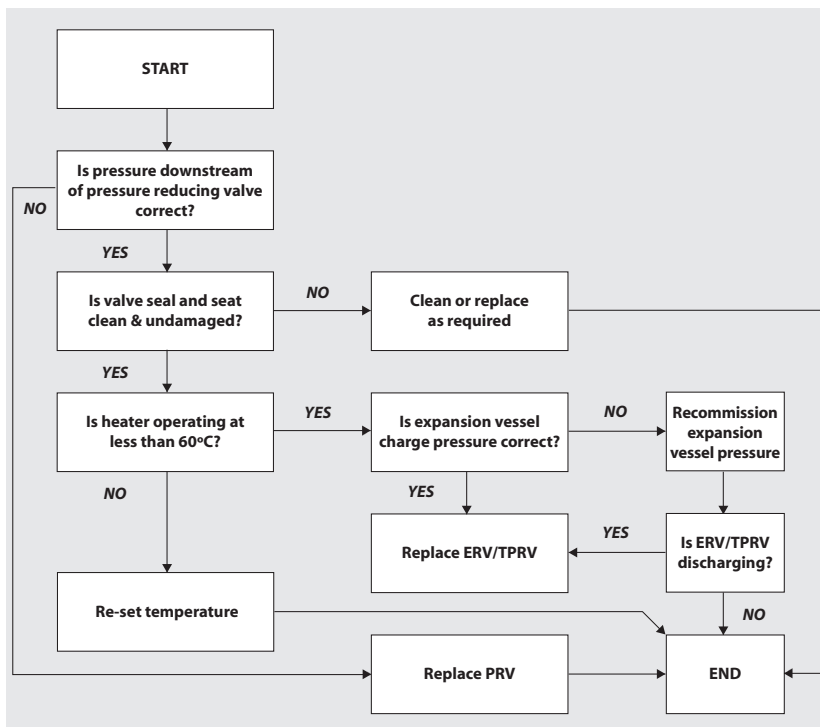 START
Is pressure downstream
of pressure reducing valve
correct?
NO
YES
Is valve seal and seat
clean & undamaged?
NO
Clean or replace
as required
YES
Is heater operating at
less than 60ºC?
YES
Is expansion vessel
charge pressure correct?
NO
Recommission
expansion
vessel pressure
NO
YES
Replace ERV/TPRV
YES
Is ERV/TPRV
discharging?
Re-set temperature
NO
Replace PRV
END